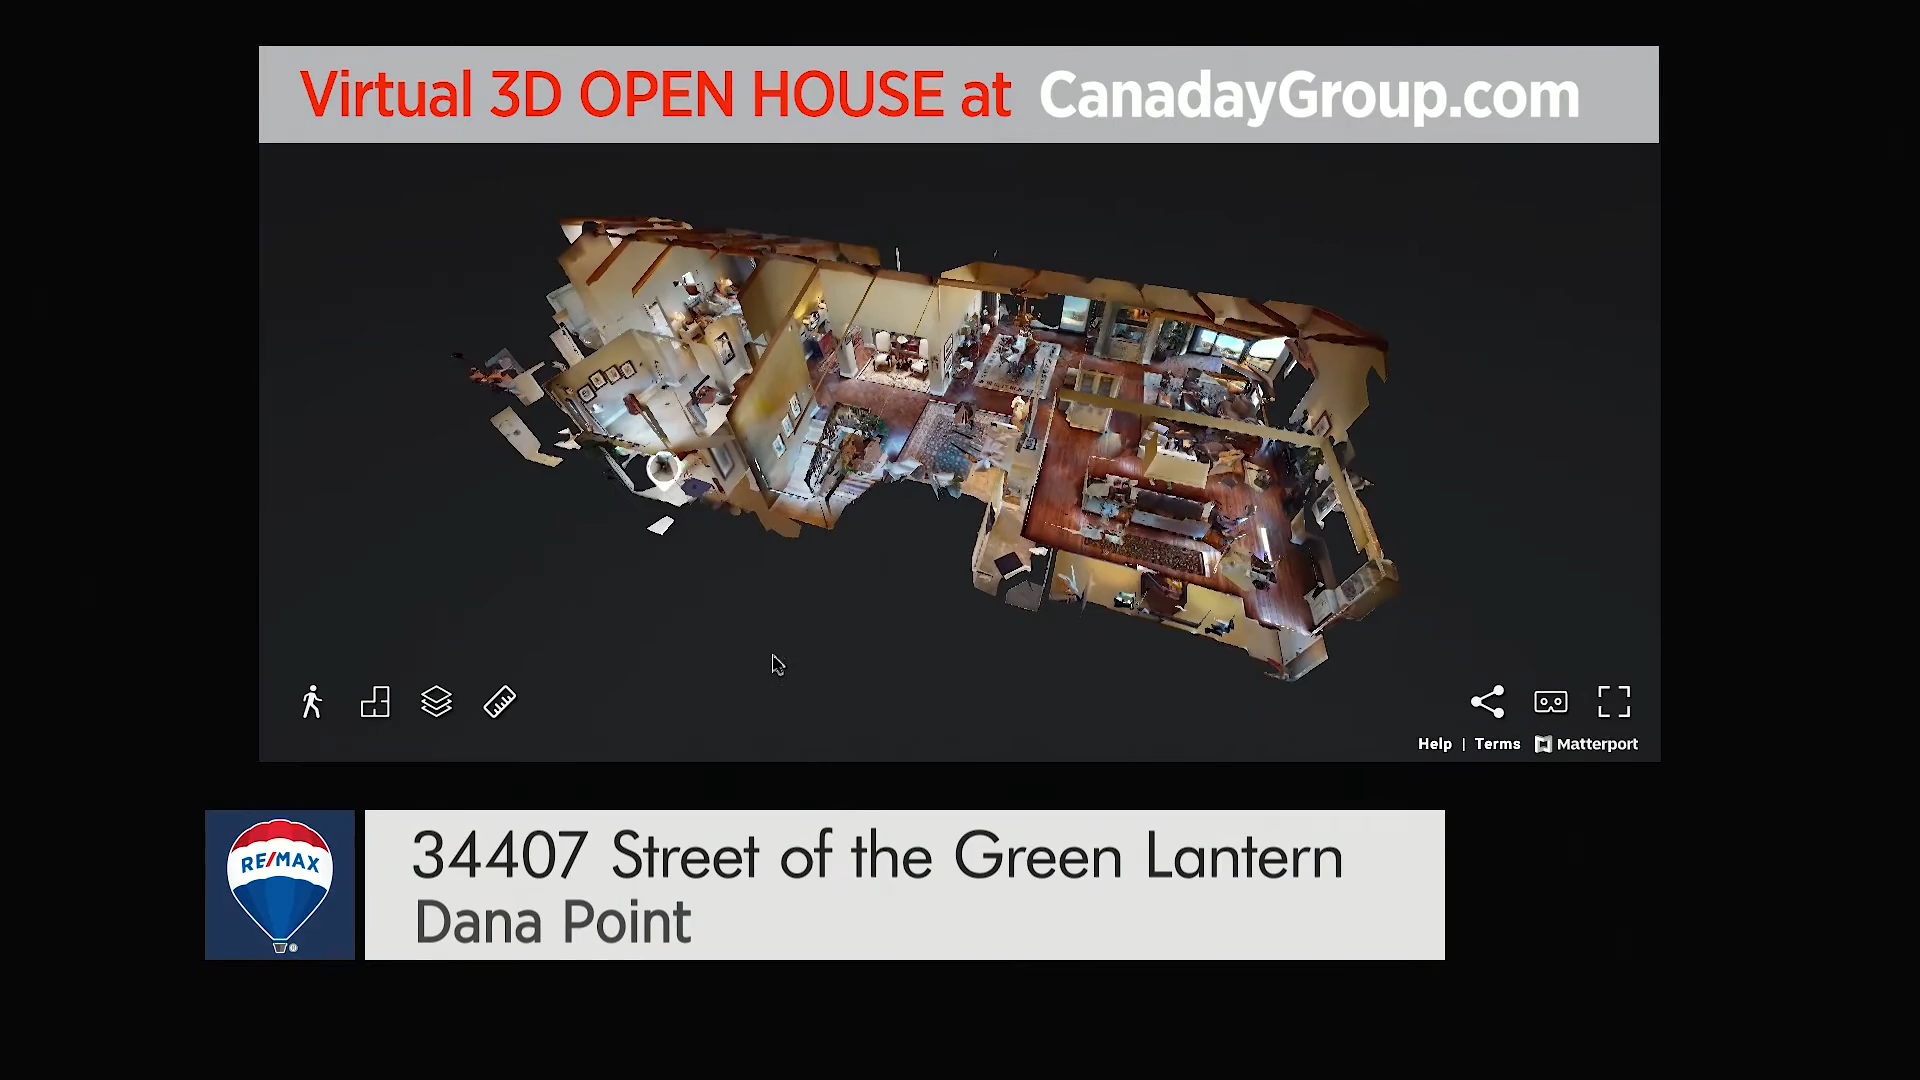 Virtual 3D OPEN HOUSE at CanadayGroup.com
Help | Terms Matterport
RE/MAX
34407 Street of the Green Lantern
Dana Point